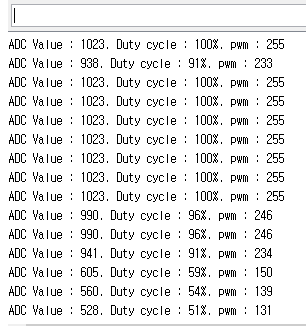 ADC Value : 1023. Duty cycle : 100%. pwm : 255
ADC Value : 938. Duty cycle : 91%. pwm : 233
ADC Value : 1023. Duty cycle : 100%. pwm : 255
ADC Value : 1023. Duty cycle : 100%. pwm : 255
ADC Value : 1023. Duty cycle : 100%. pwm : 255
ADC Value : 1023. Duty cycle : 100%. pwm : 255
ADC Value : 1023. Duty cycle : 100%. pwm : 255
ADC Value : 1023. Duty cycle : 100%. pwm : 255
ADC Value : 1023. Duty cycle : 100%. pwm : 255
ADC Value : 990. Duty cycle : 96%. pwm : 246
ADC Value : 990. Duty cycle : 96%. pwm : 246
ADC Value : 941. Duty cycle : 91%. pwm : 234
ADC Value : 605. Duty cycle : 59%. pwm : 150
ADC Value : 560. Duty cycle : 54%. pwm : 139
ADC Value : 528. Duty cycle : 51%. pwm : 131